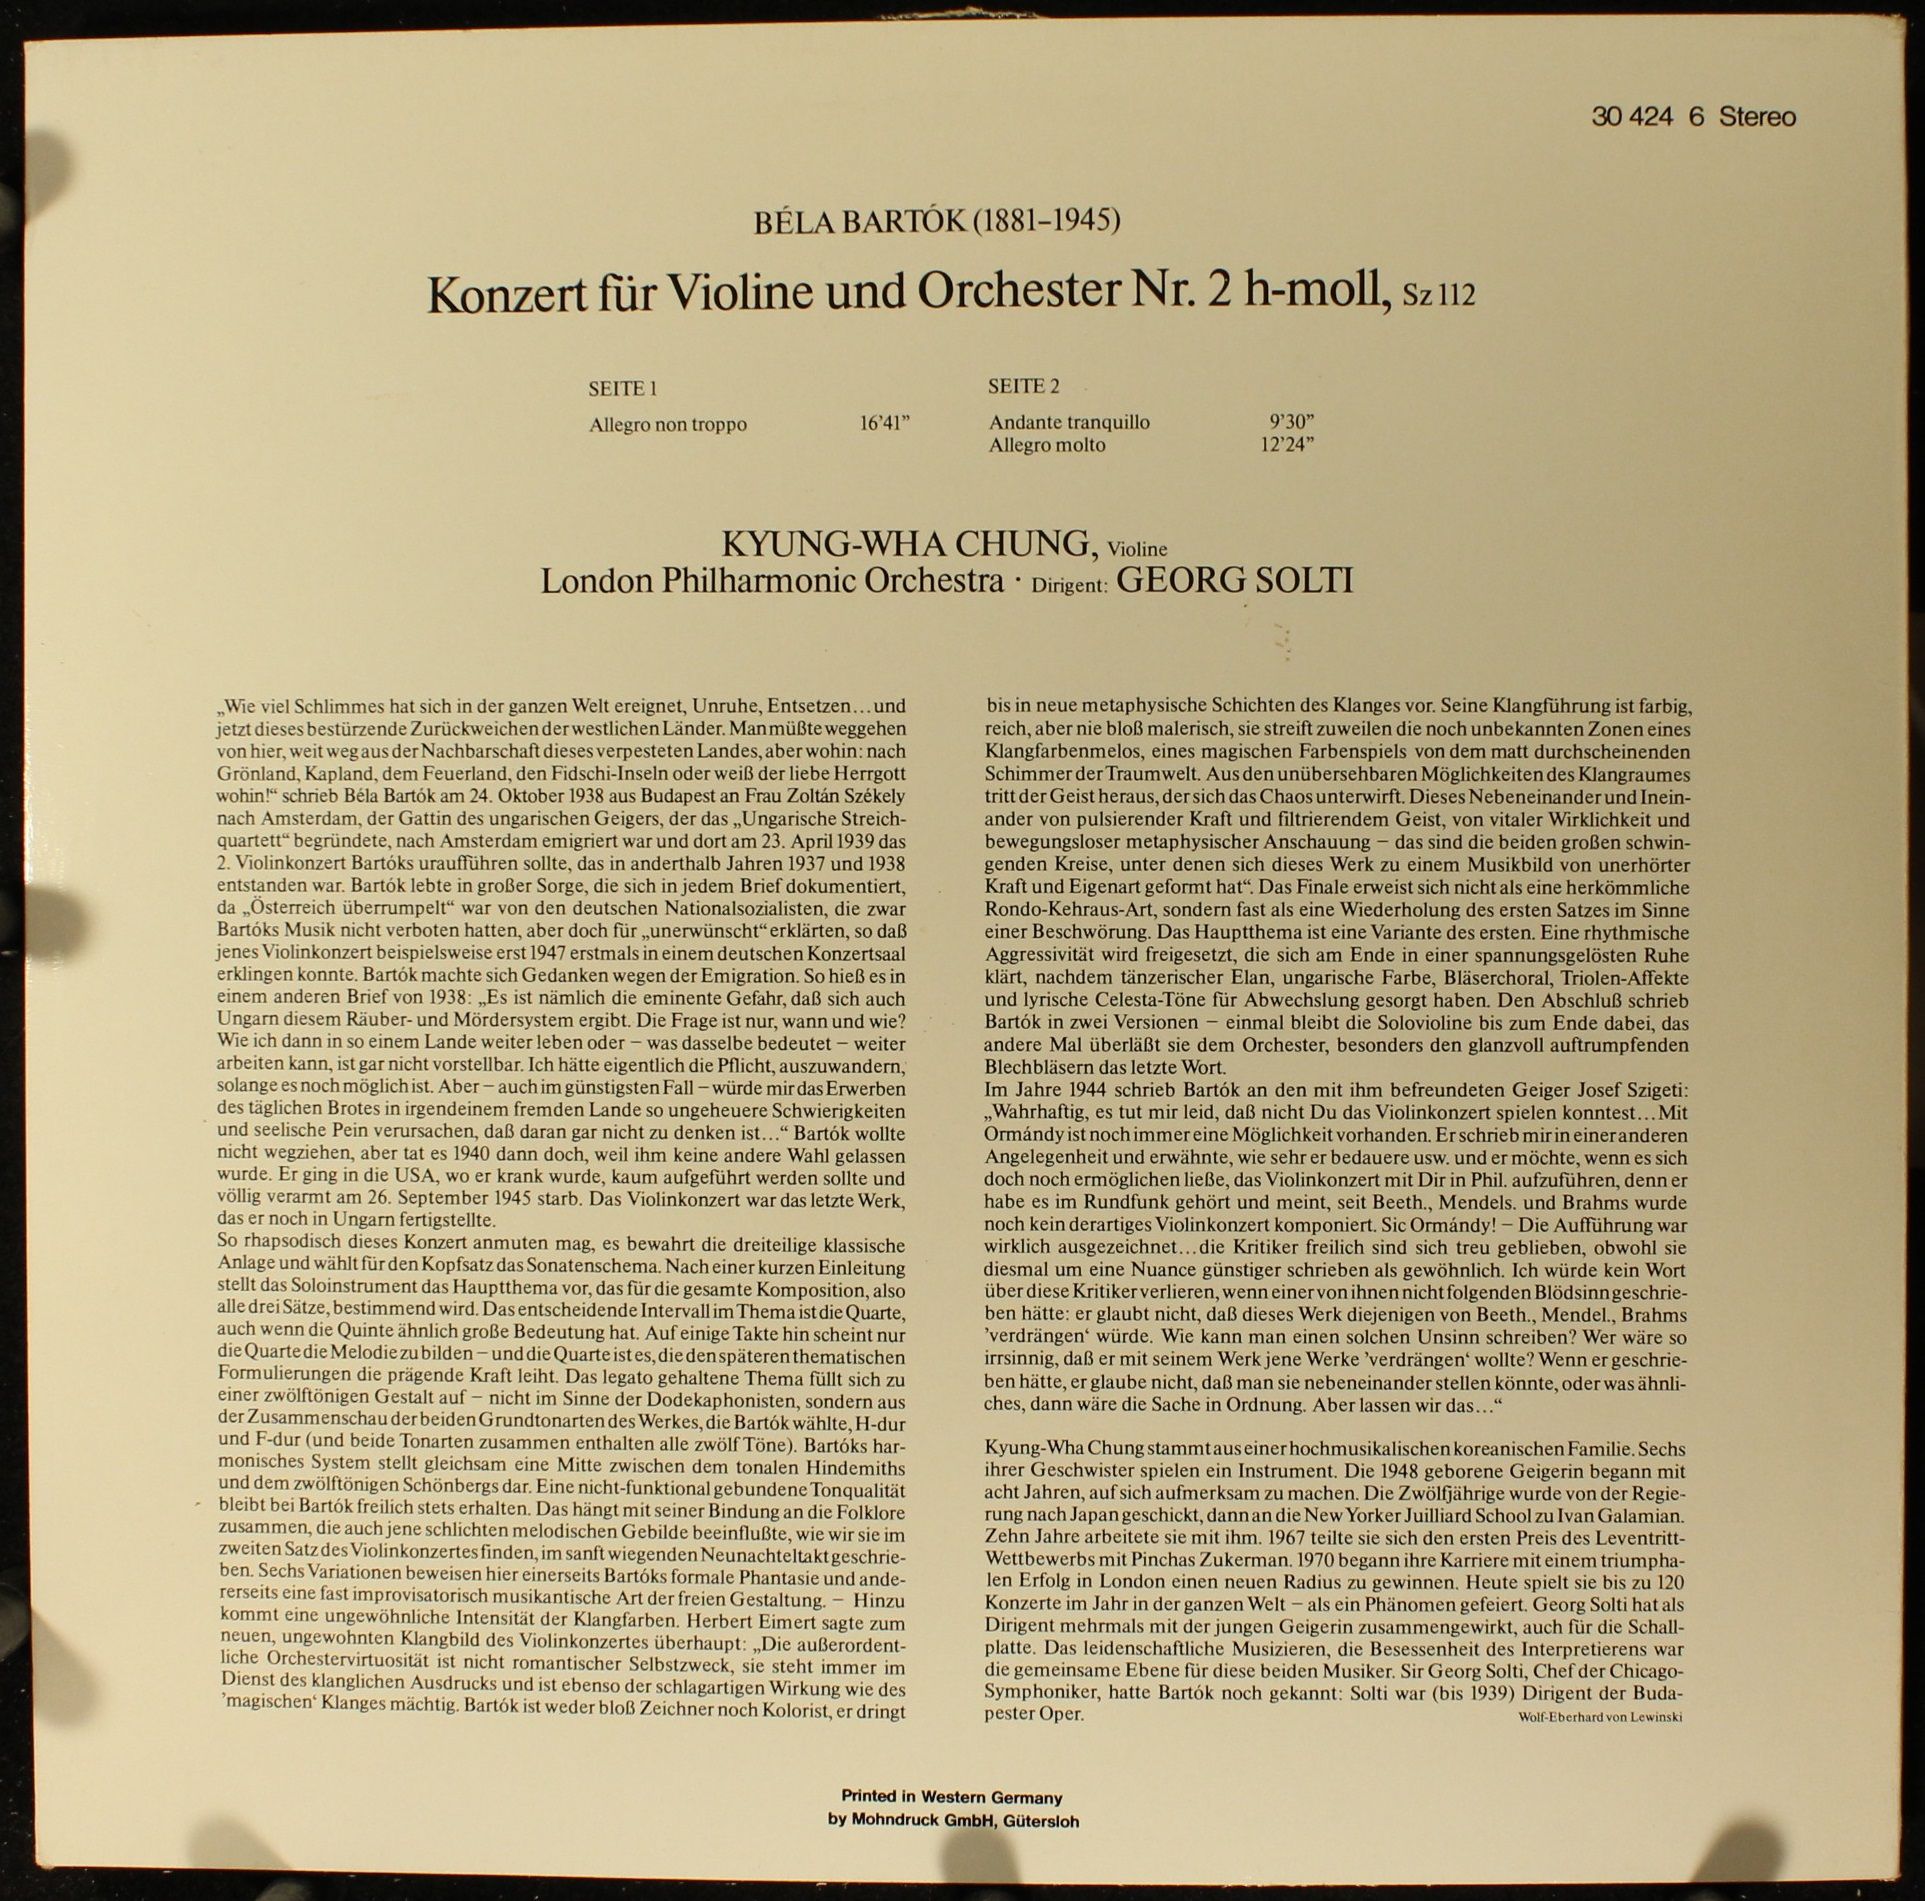 30 424 6 Stereo
BÉLA BARTÓK (1881–1945)
Konzert für Violine und Orchester Nr. 2 h-moll, Sz 112
SEITE 1
Allegro non troppo 16’41”
SEITE 2
Andante tranquillo 9’30”
Allegro molto 12’24”
KYUNG-WHA CHUNG, Violine
London Philharmonic Orchestra · Dirigent: GEORG SOLTI
„Wie viel Schlimmes hat sich in der ganzen Welt ereignet, Unruhe, Entsetzen...und
jetzt dieses bestürzende Zurückweichen der westlichen Länder. Man müßte weggehen
von hier, weit weg aus der Nachbarschaft dieses verpesteten Landes, aber wohin: nach
Grönland, Kapland, dem Feuerland, den Fidschi-Inseln oder weiß der liebe Herrgott
wohin!“ schrieb Béla Bartók am 24. Oktober 1938 aus Budapest an Frau Zoltán Székely
nach Amsterdam, der Gattin des ungarischen Geigers, der das „Ungarische Streich-
quartett“ begründete, nach Amsterdam emigriert war und dort am 23. April 1939 das
2. Violinkonzert Bartóks uraufführen sollte, das in anderthalb Jahren 1937 und 1938
entstanden war. Bartók lebte in großer Sorge, die sich in jedem Brief dokumentiert,
da „Österreich überrumpelt“ war von den deutschen Nationalsozialisten, die zwar
Bartóks Musik nicht verboten hatten, aber doch für „unerwünscht“ erklärten, so daß
jenes Violinkonzert beispielsweise erst 1947 erstmals in einem deutschen Konzertsaal
erklingen konnte. Bartók machte sich Gedanken wegen der Emigration. So hieß es in
einem anderen Brief von 1938: „Es ist nämlich die eminente Gefahr, daß sich auch
Ungarn diesem Räuber- und Mördersystem ergibt. Die Frage ist nur, wann und wie?
Wie ich dann in so einem Lande weiter leben oder – was dasselbe bedeutet – weiter
arbeiten kann, ist gar nicht vorstellbar. Ich hätte eigentlich die Pflicht, auszuwandern,
solange es noch möglich ist. Aber – auch im günstigsten Fall – würde mir das Erwerben
des täglichen Brotes in irgendeinem fremden Lande so ungeheuere Schwierigkeiten
und seelische Pein verursachen, daß daran gar nicht zu denken ist...“ Bartók wollte
nicht wegziehen, aber tat es 1940 dann doch, weil ihm keine andere Wahl gelassen
wurde. Er ging in die USA, wo er krank wurde, kaum aufgeführt werden sollte und
völlig verarmt am 26. September 1945 starb. Das Violinkonzert war das letzte Werk,
das er noch in Ungarn fertigstellte.
So rhapsodisch dieses Konzert anmuten mag, es bewahrt die dreiteilige klassische
Anlage und wählt für den Kopfsatz das Sonatenschema. Nach einer kurzen Einleitung
stellt das Soloinstrument das Hauptthema vor, das für die gesamte Komposition, also
alle drei Sätze, bestimmend wird. Das entscheidende Intervall im Thema ist die Quarte,
auch wenn die Quinte ähnlich große Bedeutung hat. Auf einige Takte hin scheint nur
die Quarte die Melodie zu bilden – und die Quarte ist es, die den späteren thematischen
Formulierungen die prägende Kraft leiht. Das legato gehaltene Thema füllt sich zu
einer zwölftönigen Gestalt auf – nicht im Sinne der Dodekaphonisten, sondern aus
der Zusammenschau der beiden Grundtonarten des Werkes, die Bartók wählte, H-dur
und F-dur (und beide Tonarten zusammen enthalten alle zwölf Töne). Bartóks har-
monisches System stellt gleichsam eine Mitte zwischen dem tonalen Hindemiths
und dem zwölftönigen Schönbergs dar. Eine nicht-funktional gebundene Tonqualität
bleibt bei Bartók freilich stets erhalten. Das hängt mit seiner Bindung an die Folklore
zusammen, die auch jene schlichten melodischen Gebilde beeinflußte, wie wir sie im
zweiten Satz des Violinkonzertes finden, im sanft wiegenden Neunachteltakt geschrie-
ben. Sechs Variationen beweisen hier einerseits Bartóks formale Phantasie und ande-
rerseits eine fast improvisatorisch musikantische Art der freien Gestaltung. – Hinzu
kommt eine ungewöhnliche Intensität der Klangfarben. Herbert Eimert sagte zum
neuen, ungewohnten Klangbild des Violinkonzertes überhaupt: „Die außerordent-
liche Orchestervirtuosität ist nicht romantischer Selbstzweck, sie steht immer im
Dienst des klanglichen Ausdrucks und ist ebenso der schlagartigen Wirkung wie des
’magischen‘ Klanges mächtig. Bartók ist weder bloß Zeichner noch Kolorist, er dringt
bis in neue metaphysische Schichten des Klanges vor. Seine Klangführung ist farbig,
reich, aber nie bloß malerisch, sie streift zuweilen die noch unbekannten Zonen eines
Klangfarbenmelos, eines magischen Farbenspiels von dem matt durchscheinenden
Schimmer der Traumwelt. Aus den unübersehbaren Möglichkeiten des Klangraumes
tritt der Geist heraus, der sich das Chaos unterwirft. Dieses Nebeneinander und Inein-
ander von pulsierender Kraft und filtrierendem Geist, von vitaler Wirklichkeit und
bewegungsloser metaphysischer Anschauung – das sind die beiden großen schwin-
genden Kreise, unter denen sich dieses Werk zu einem Musikbild von unerhörter
Kraft und Eigenart geformt hat“. Das Finale erweist sich nicht als eine herkömmliche
Rondo-Kehraus-Art, sondern fast als eine Wiederholung des ersten Satzes im Sinne
einer Beschwörung. Das Hauptthema ist eine Variante des ersten. Eine rhythmische
Aggressivität wird freigesetzt, die sich am Ende in einer spannungsgelösten Ruhe
klärt, nachdem tänzerischer Elan, ungarische Farbe, Bläserchoral, Triolen-Affekte
und lyrische Celesta-Töne für Abwechslung gesorgt haben. Den Abschluß schrieb
Bartók in zwei Versionen – einmal bleibt die Solovioline bis zum Ende dabei, das
andere Mal überläßt sie dem Orchester, besonders den glanzvoll auftrumpfenden
Blechbläsern das letzte Wort.
Im Jahre 1944 schrieb Bartók an den mit ihm befreundeten Geiger Josef Szigeti:
„Wahrhaftig, es tut mir leid, daß nicht Du das Violinkonzert spielen konntest...Mit
Ormándy ist noch immer eine Möglichkeit vorhanden. Er schrieb mir in einer anderen
Angelegenheit und erwähnte, wie sehr er bedauere usw. und er möchte, wenn es sich
doch noch ermöglichen ließe, das Violinkonzert mit Dir in Phil. aufzuführen, denn er
habe es im Rundfunk gehört und meint, seit Beeth., Mendels. und Brahms wurde
noch kein derartiges Violinkonzert komponiert. Sic Ormándy! – Die Aufführung war
wirklich ausgezeichnet...die Kritiker freilich sind sich treu geblieben, obwohl sie
diesmal um eine Nuance günstiger schrieben als gewöhnlich. Ich würde kein Wort
über diese Kritiker verlieren, wenn einer von ihnen nicht folgenden Blödsinn geschrie-
ben hätte: er glaubt nicht, daß dieses Werk diejenigen von Beeth., Mendel., Brahms
’verdrängen‘ würde. Wie kann man einen solchen Unsinn schreiben? Wer wäre so
irrsinnig, daß er mit seinem Werk jene Werke ’verdrängen‘ wollte? Wenn er geschrie-
ben hätte, er glaube nicht, daß man sie nebeneinander stellen könnte, oder was ähnli-
ches, dann wäre die Sache in Ordnung. Aber lassen wir das...“
Kyung-Wha Chung stammt aus einer hochmusikalischen koreanischen Familie. Sechs
ihrer Geschwister spielen ein Instrument. Die 1948 geborene Geigerin begann mit
acht Jahren, auf sich aufmerksam zu machen. Die Zwölfjährige wurde von der Regie-
rung nach Japan geschickt, dann an die New Yorker Juilliard School zu Ivan Galamian.
Zehn Jahre arbeitete sie mit ihm. 1967 teilte sie sich den ersten Preis des Leventritt-
Wettbewerbs mit Pinchas Zukerman. 1970 begann ihre Karriere mit einem triumpha-
len Erfolg in London einen neuen Radius zu gewinnen. Heute spielt sie bis zu 120
Konzerte im Jahr in der ganzen Welt – als ein Phänomen gefeiert. Georg Solti hat als
Dirigent mehrmals mit der jungen Geigerin zusammengewirkt, auch für die Schall-
platte. Das leidenschaftliche Musizieren, die Besessenheit des Interpretierens war
die gemeinsame Ebene für diese beiden Musiker. Sir Georg Solti, Chef der Chicago-
Symphoniker, hatte Bartók noch gekannt: Solti war (bis 1939) Dirigent der Buda-
pester Oper.
Wolf-Eberhard von Lewinski
Printed in Western Germany
by Mohndruck GmbH, Gütersloh